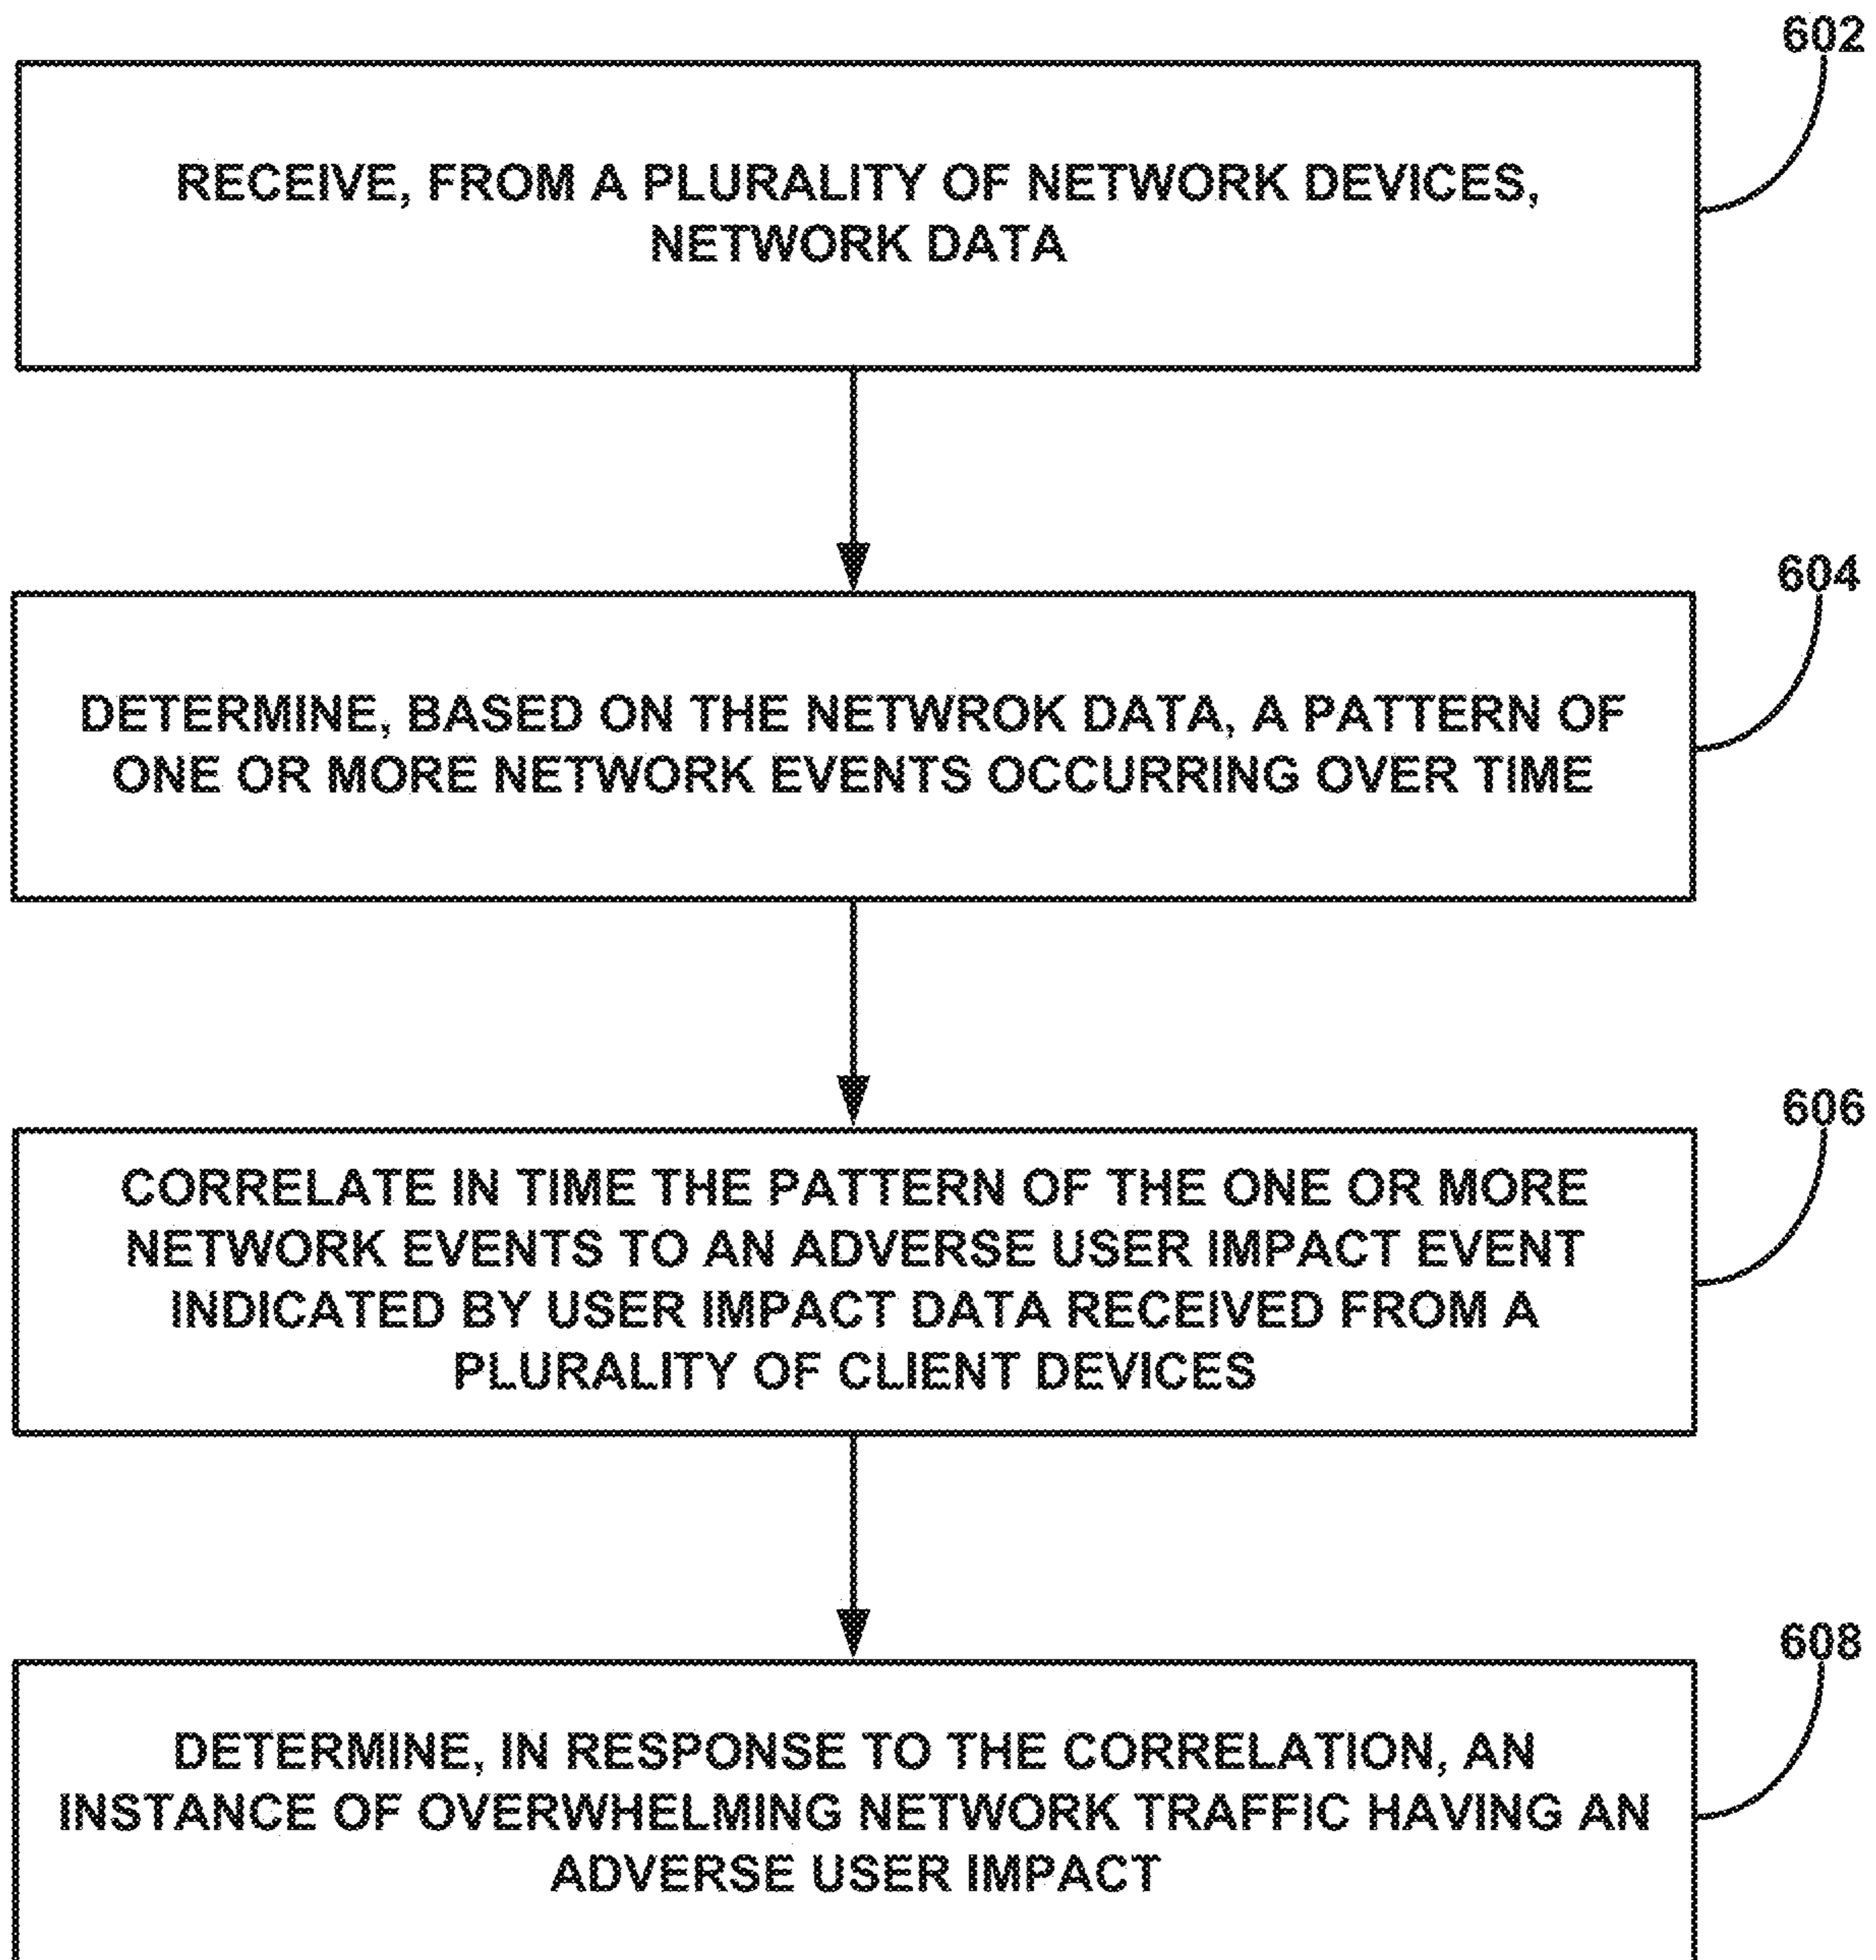 602
RECEIVE, FROM A PLURALITY OF NETWORK DEVICES,
NETWORK DATA
604
DETERMINE, BASED ON THE NETWROK DATA, A PATTERN OF
ONE OR MORE NETWORK EVENTS OCCURRING OVER TIME
606
CORRELATE IN TIME THE PATTERN OF THE ONE OR MORE
NETWORK EVENTS TO AN ADVERSE USER IMPACT EVENT
INDICATED BY USER IMPACT DATA RECEIVED FROM A
PLURALITY OF CLIENT DEVICES
608
DETERMINE, IN RESPONSE TO THE CORRELATION, AN
INSTANCE OF OVERWHELMING NETWORK TRAFFIC HAVING AN
ADVERSE USER IMPACT